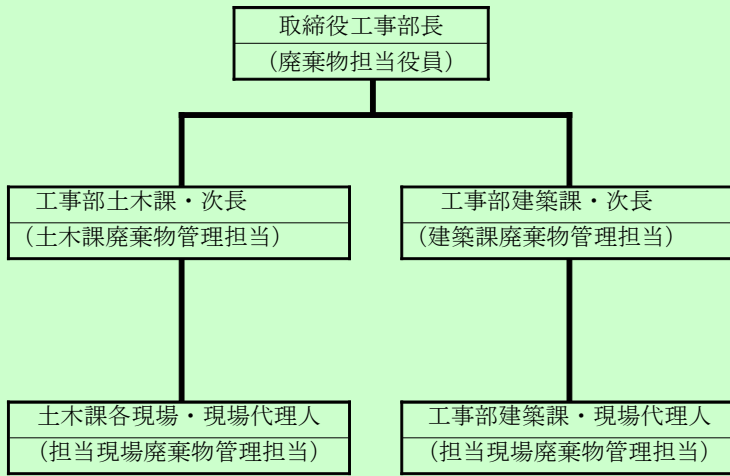 取締役工事部長
（廃棄物担当役員）
工事部土木課・次長
（土木課廃棄物管理担当）
工事部建築課・次長
（建築課廃棄物管理担当）
土木課各現場・現場代理人
（担当現場廃棄物管理担当）
工事部建築課・現場代理人
（担当現場廃棄物管理担当）